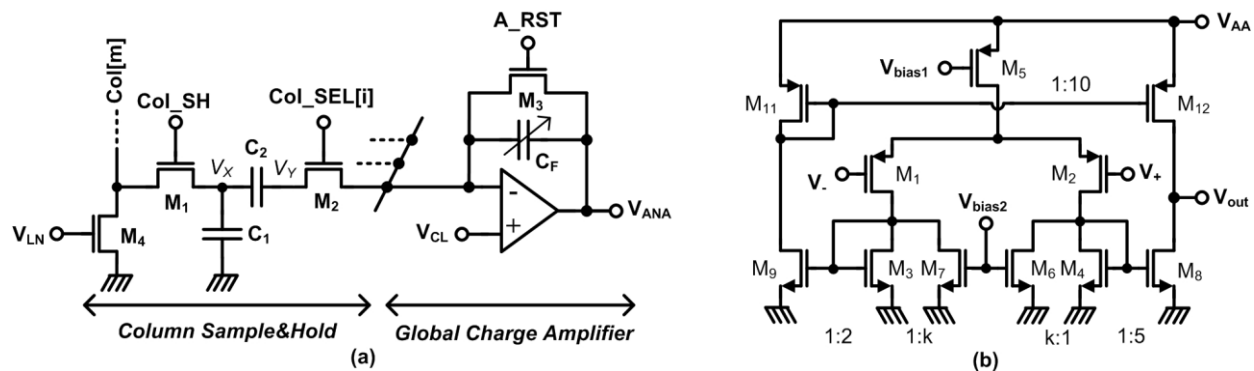 A_RST
Col[m]
Col_SH
Col_SEL[i]
M₃
V_X
C₂
V_Y
C_F
M₁
M₂
V_LN
M₄
C₁
-
+
V_CL
V_ANA
Column Sample&Hold
Global Charge Amplifier
(a)
V_AA
V_bias1
M₅
1:10
M₁₁
M₁₂
V₋
M₁
M₂
V₊
V_bias2
V_out
M₉
M₃
M₇
M₆
M₄
M₈
1:2
1:k
k:1
1:5
(b)